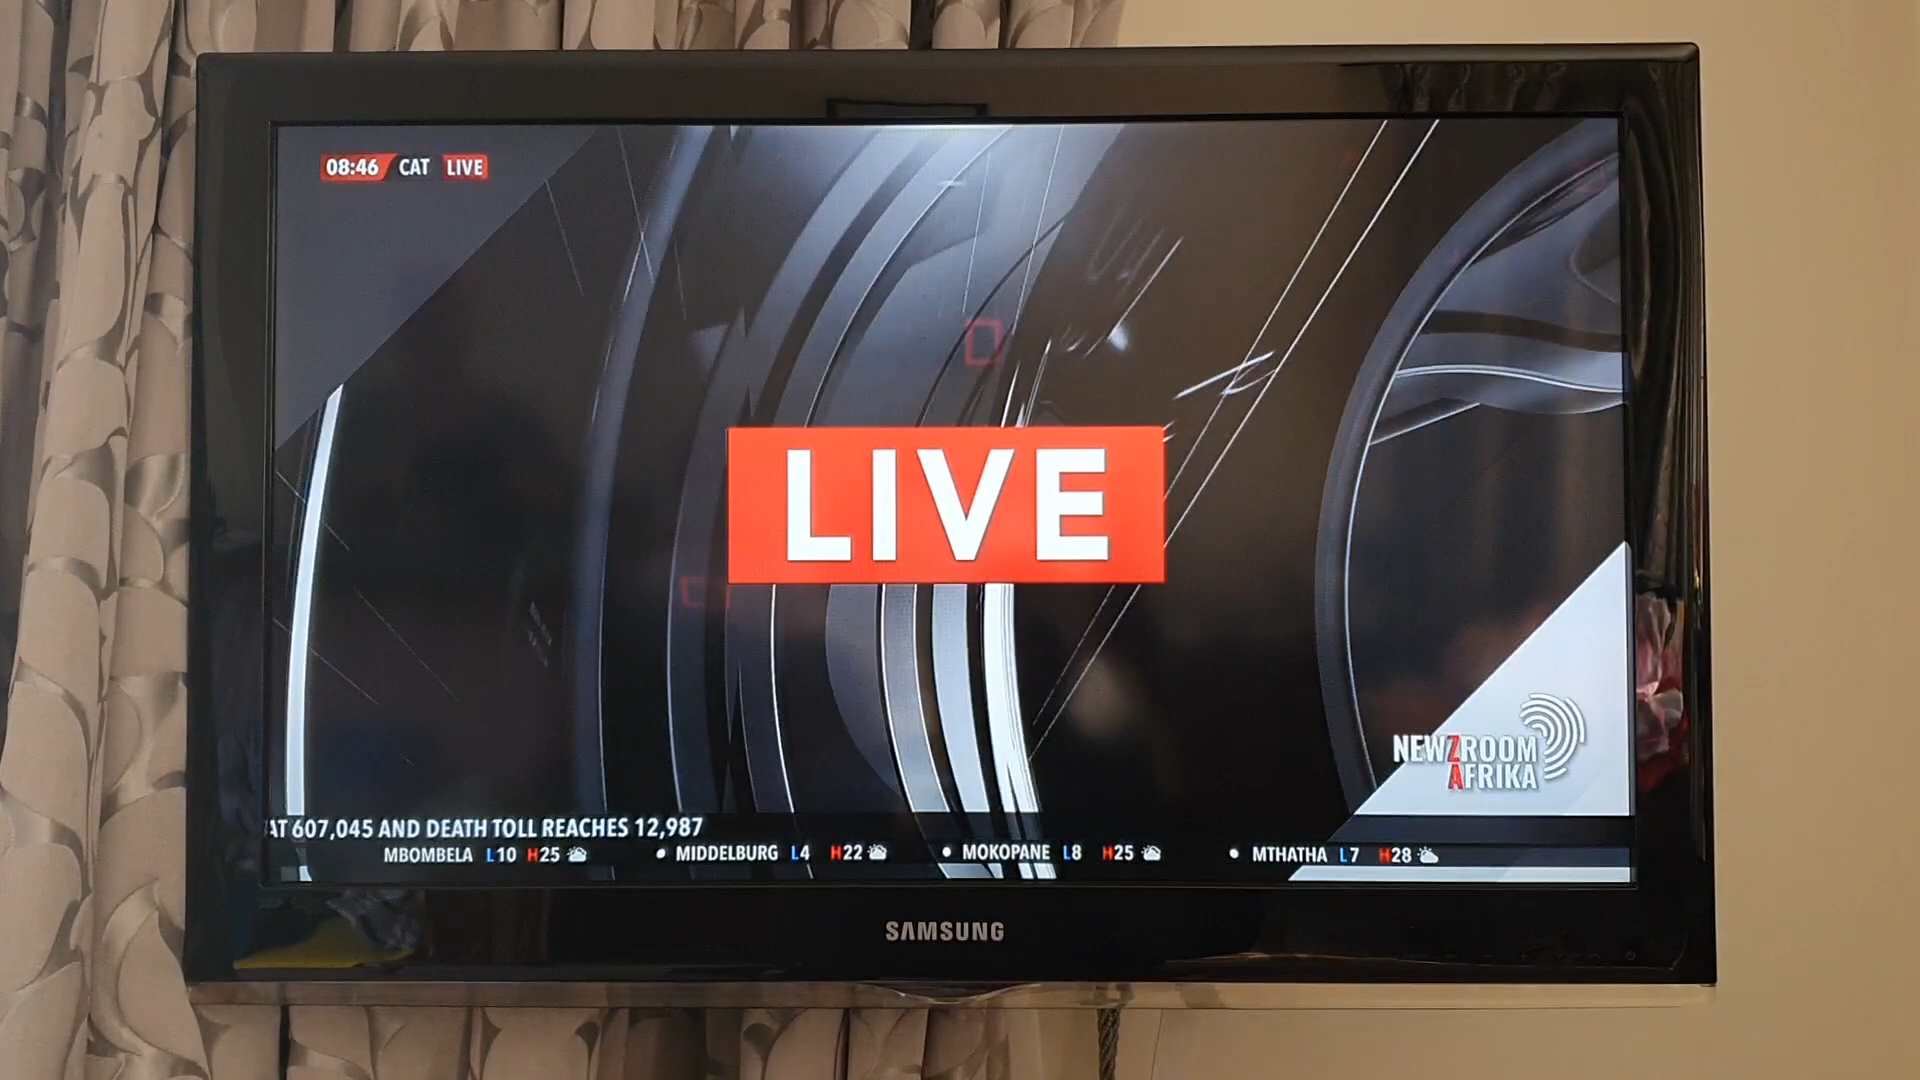 08:46 CAT LIVE
LIVE
NEWZROOM
AFRIKA
AT 607,045 AND DEATH TOLL REACHES 12,987
MBOMBELA L10 H25 • MIDDELBURG L4 H22 • MOKOPANE L8 H25 • MTHATHA L7 H28
SAMSUNG